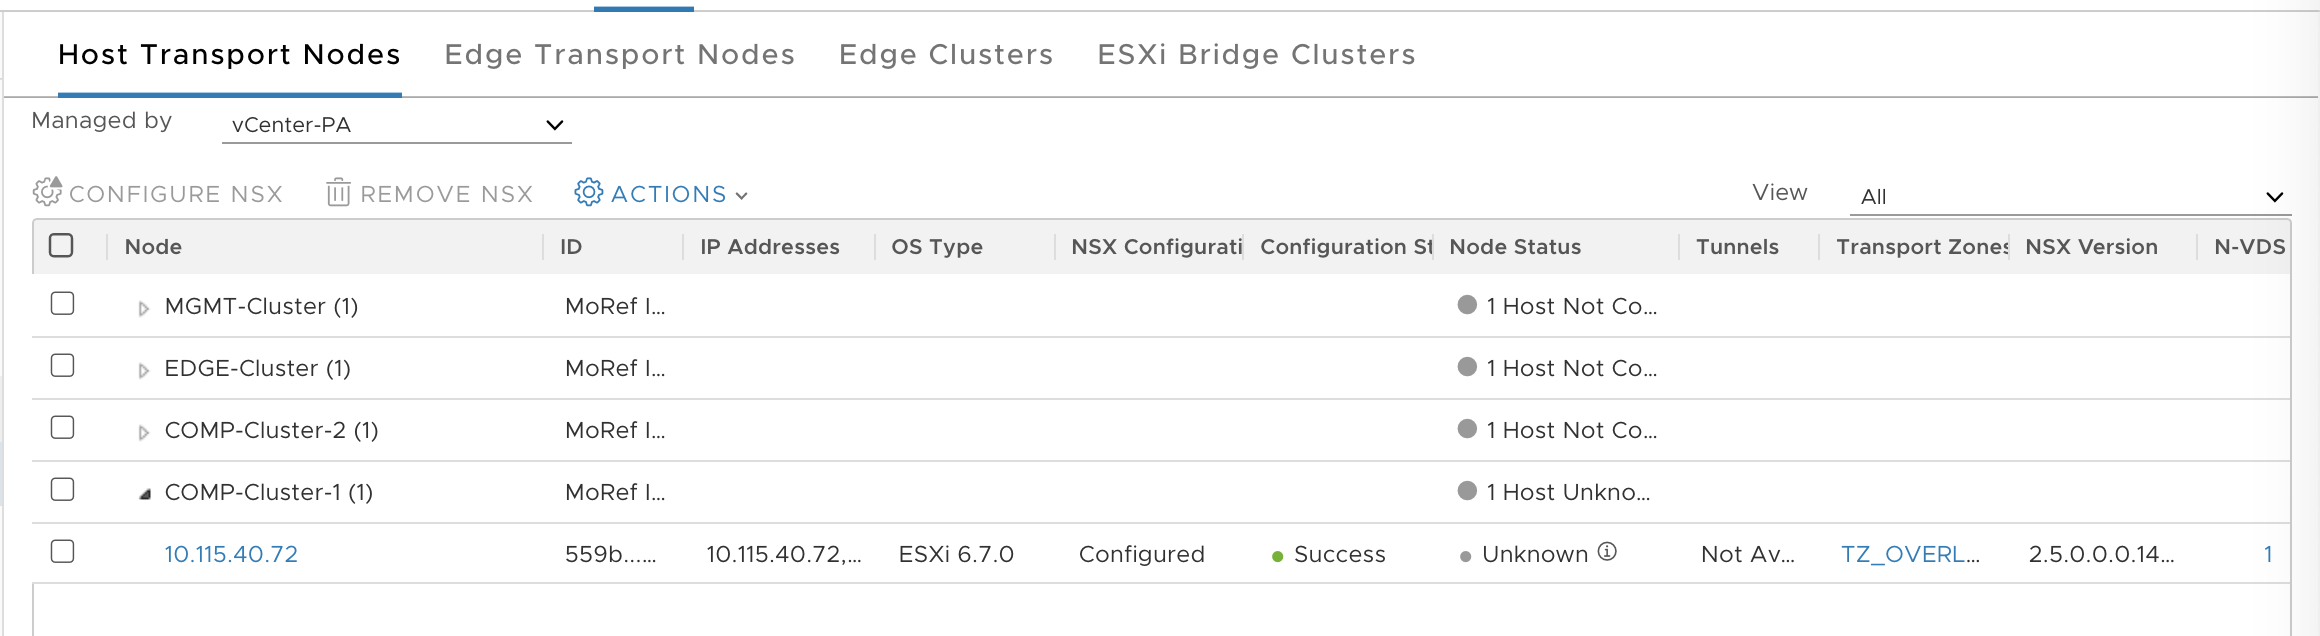 Host Transport Nodes Edge Transport Nodes Edge Clusters ESXi Bridge Clusters
Managed by vCenter-PA
CONFIGURE NSX REMOVE NSX ACTIONS View All
Node ID IP Addresses OS Type NSX Configurati Configuration St Node Status Tunnels Transport Zones NSX Version N-VDS
MGMT-Cluster (1) MoRef I... 1 Host Not Co...
EDGE-Cluster (1) MoRef I... 1 Host Not Co...
COMP-Cluster-2 (1) MoRef I... 1 Host Not Co...
COMP-Cluster-1 (1) MoRef I... 1 Host Unkno...
10.115.40.72 559b...... 10.115.40.72,... ESXi 6.7.0 Configured Success Unknown Not Av... TZ_OVERL... 2.5.0.0.0.14... 1